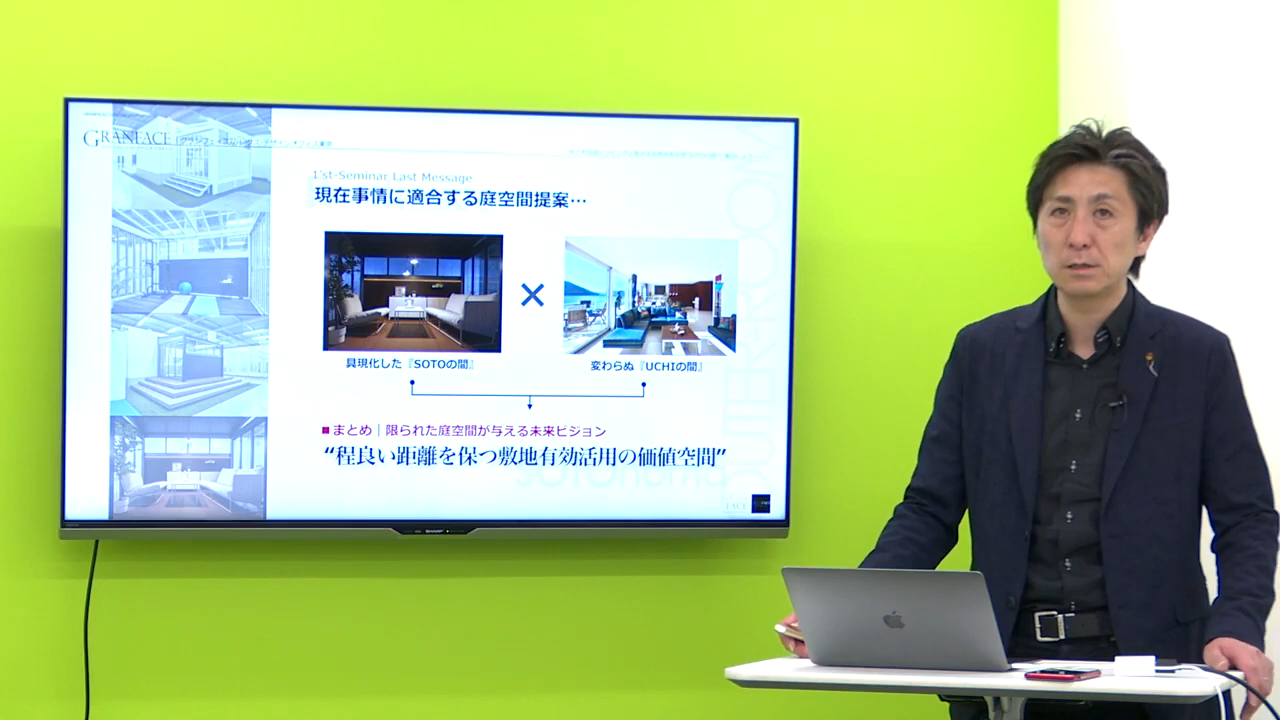 GRANFACE
1'st-Seminar Last Message
現在事情に適合する庭空間提案…
×
具現化した『SOTOの間』
変わらぬ『UCHIの間』
■まとめ｜限られた庭空間が与える未来ビジョン
“程良い距離を保つ敷地有効活用の価値空間”
SHARP